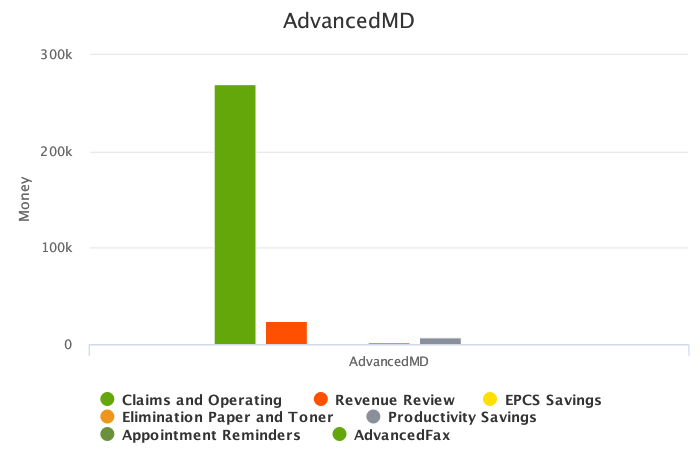 AdvancedMD
300k
200k
100k
0
Money
AdvancedMD
Claims and Operating Revenue Review EPCS Savings
Elimination Paper and Toner Productivity Savings
Appointment Reminders AdvancedFax